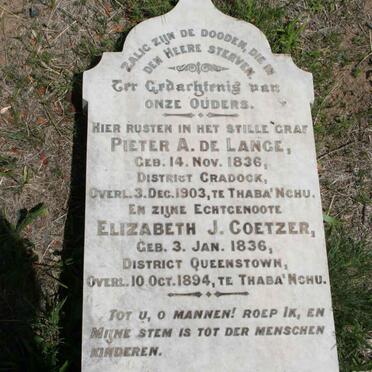 ZALIG ZIJN DE DOODEN, DIE IN
DEN HEERE STERVEN.
Ter Gedachtenis van
ONZE OUDERS.
HIER RUSTEN IN HET STILLE GRAF
PIETER A. DE LANGE,
GEB. 14. NOV. 1836,
DISTRICT CRADOCK,
OVERL. 3. DEC. 1903, TE THABA'NCHU.
EN ZIJNE ECHTGENOOTE
ELIZABETH J. COETZER,
GEB. 3. JAN. 1836,
DISTRICT QUEENSTOWN,
OVERL. 10 OCT. 1894, TE THABA'NCHU.
TOT U, O MANNEN! ROEP IK, EN
MIJNE STEM IS TOT DER MENSCHEN
KINDEREN.